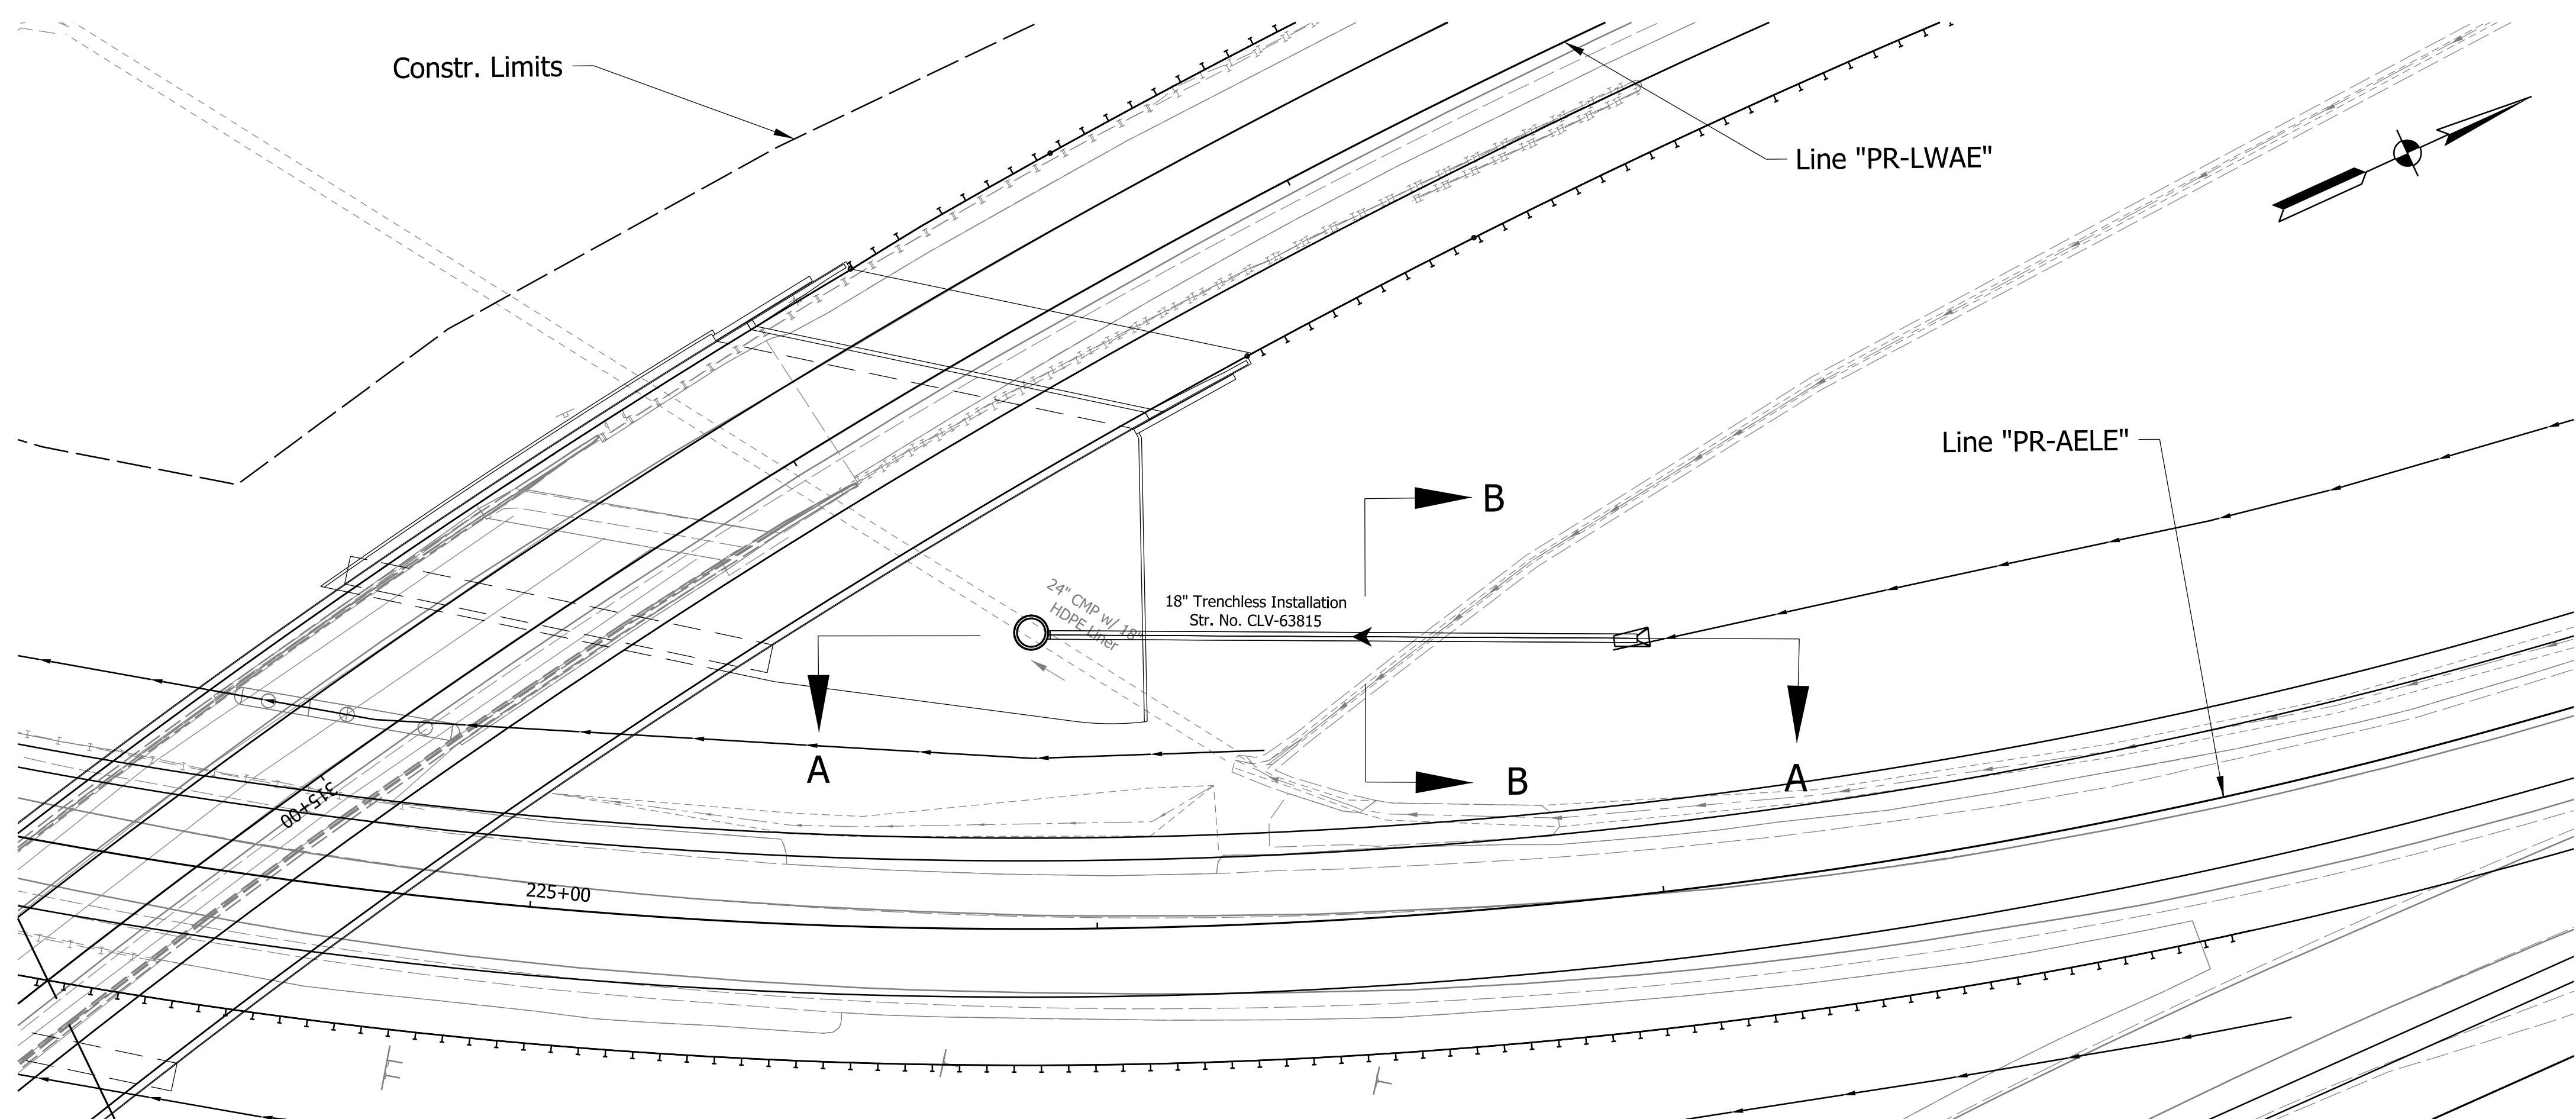 Constr. Limits
Line "PR-LWAE"
Line "PR-AELE"
B
24" CMP w/ 18"
HDPE Liner
18" Trenchless Installation
Str. No. CLV-63815
A
B
A
315+00
225+00